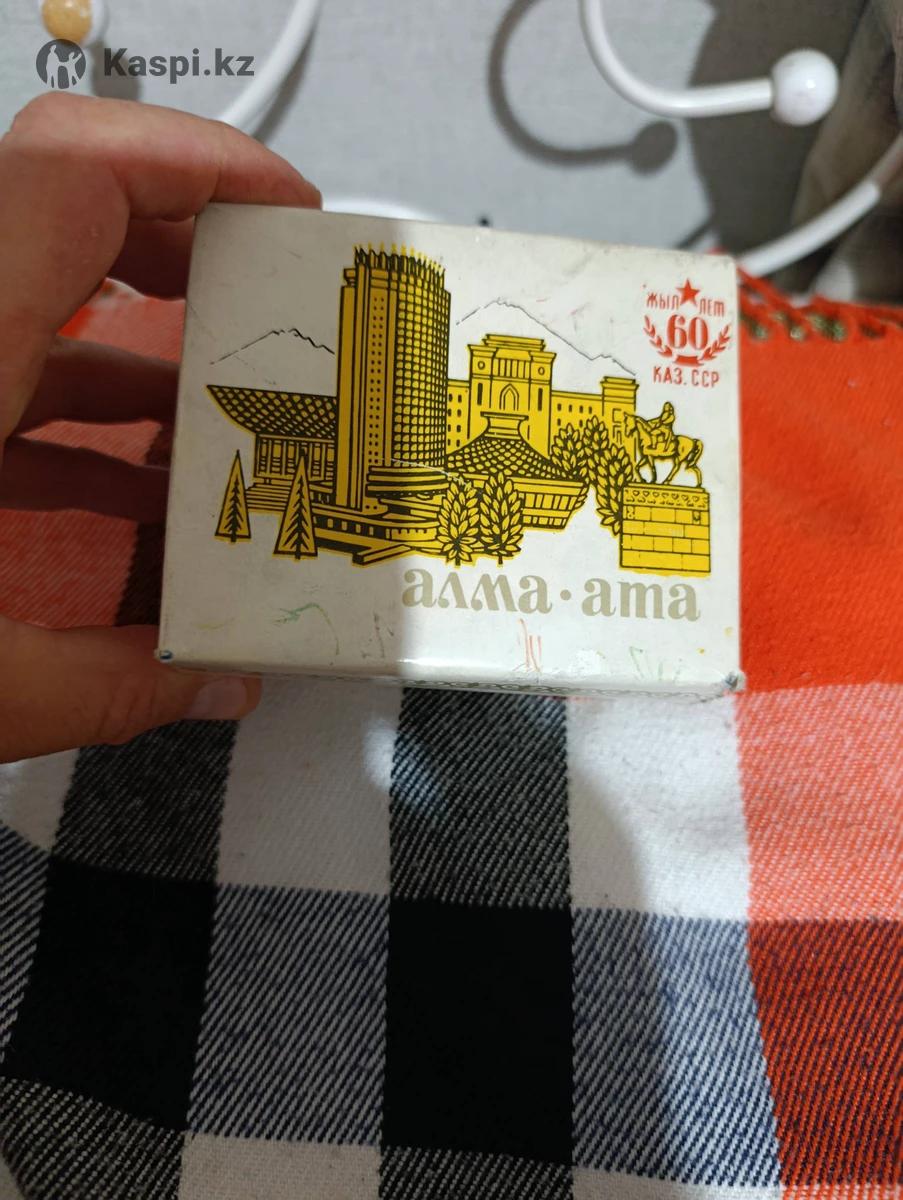 Kaspi.kz
ЖЫЛ ЛЕТ
60
КАЗ. ССР
алма·ата